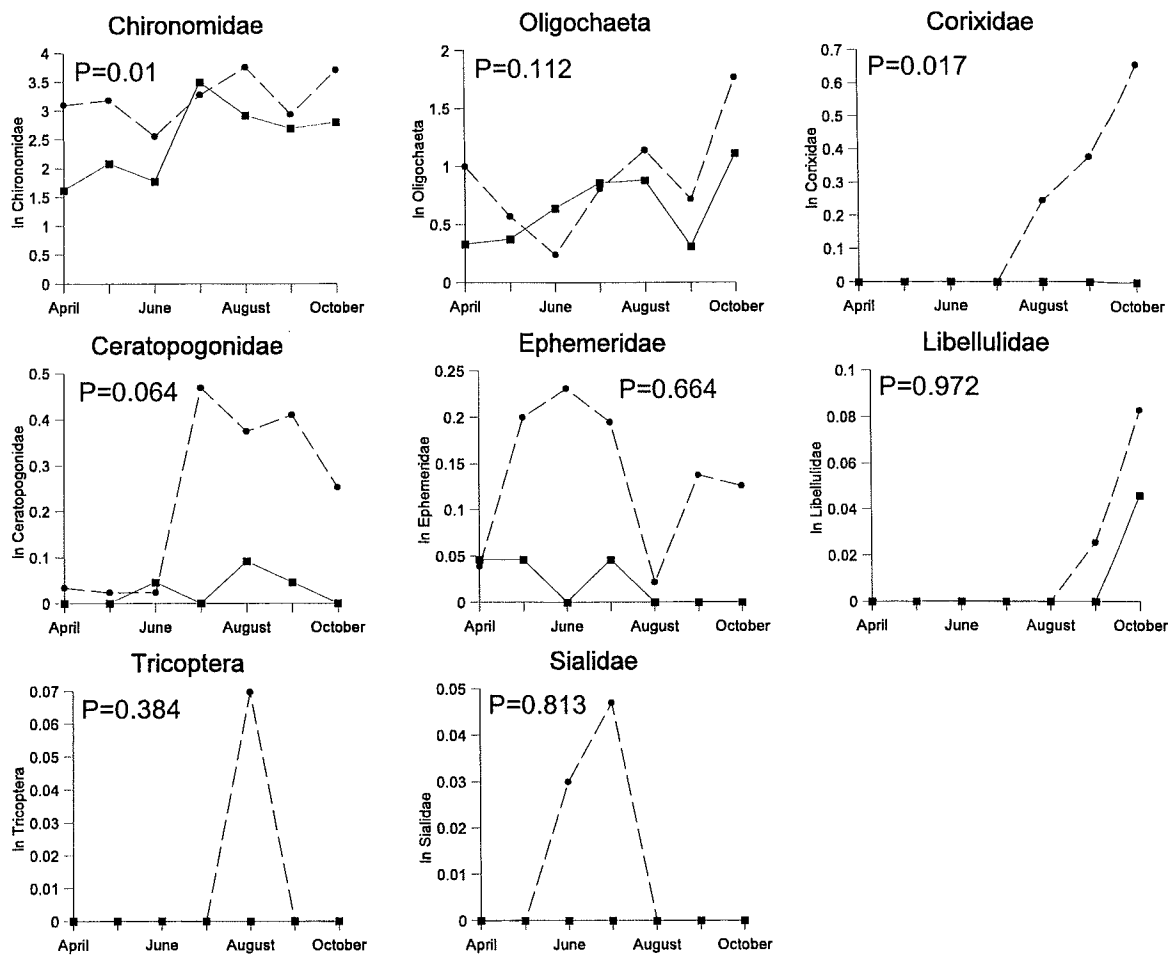 Chironomidae
P=0.01
ln Chironomidae
4
3.5
3
2.5
2
1.5
1
0.5
0
April
June
August
October
Oligochaeta
P=0.112
ln Oligochaeta
2
1.5
1
0.5
0
April
June
August
October
Corixidae
P=0.017
ln Corixidae
0.7
0.6
0.5
0.4
0.3
0.2
0.1
0
April
June
August
October
Ceratopogonidae
P=0.064
ln Ceratopogonidae
0.5
0.4
0.3
0.2
0.1
0
April
June
August
October
Ephemeridae
P=0.664
ln Ephemeridae
0.25
0.2
0.15
0.1
0.05
0
April
June
August
October
Libellulidae
P=0.972
ln Libellulidae
0.1
0.08
0.06
0.04
0.02
0
April
June
August
October
Tricoptera
P=0.384
ln Tricoptera
0.07
0.06
0.05
0.04
0.03
0.02
0.01
0
April
June
August
October
Sialidae
P=0.813
ln Sialidae
0.05
0.04
0.03
0.02
0.01
0
April
June
August
October